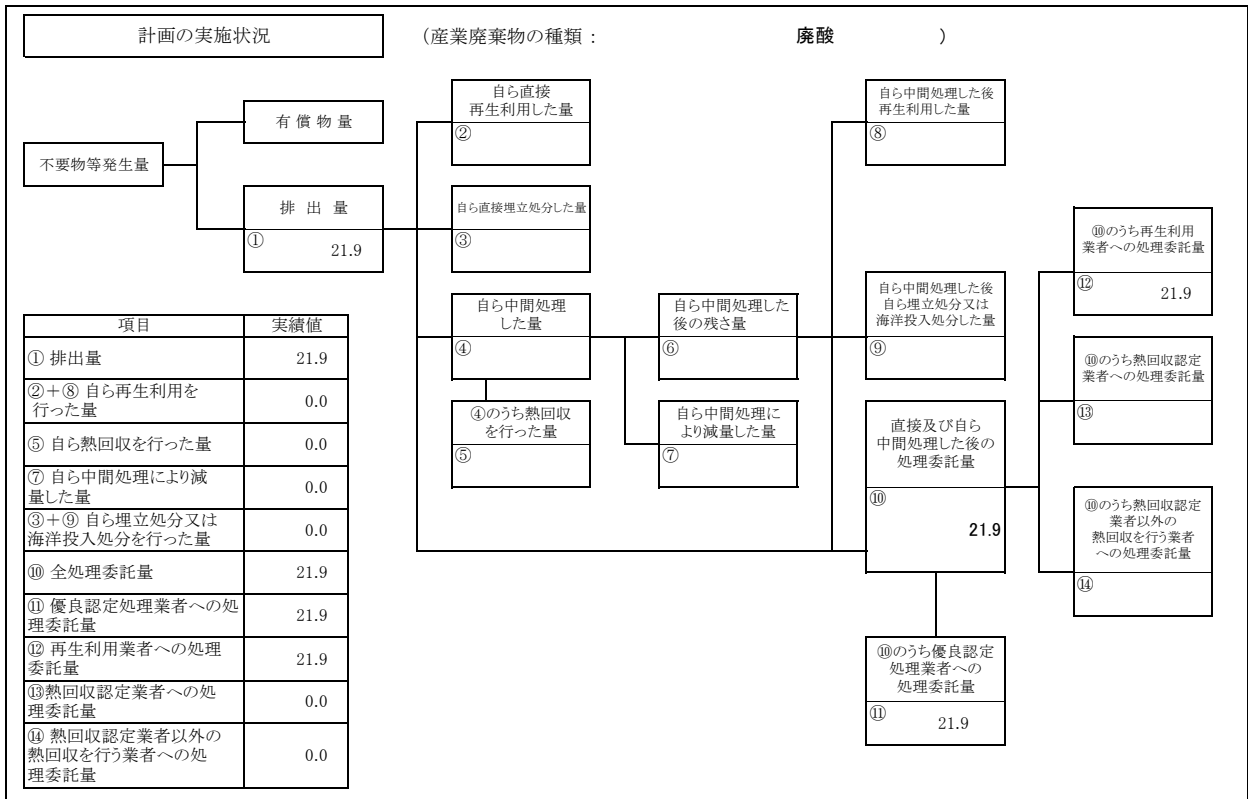 計画の実施状況
（産業廃棄物の種類： 廃酸 ）
不要物等発生量
有償物量
排出量
① 21.9
自ら直接
再生利用した量
②
自ら直接埋立処分した量
③
自ら中間処理
した量
④
④のうち熱回収
を行った量
⑤
自ら中間処理した
後の残さ量
⑥
自ら中間処理に
より減量した量
⑦
自ら中間処理した後
再生利用した量
⑧
自ら中間処理した後
自ら埋立処分又は
海洋投入処分した量
⑨
直接及び自ら
中間処理した後の
処理委託量
⑩
21.9
⑩のうち優良認定
処理業者への
処理委託量
⑪ 21.9
⑩のうち再生利用
業者への処理委託量
⑫ 21.9
⑩のうち熱回収認定
業者への処理委託量
⑬
⑩のうち熱回収認定
業者以外の
熱回収を行う業者
への処理委託量
⑭
項目 実績値
① 排出量 21.9
②＋⑧ 自ら再生利用を
行った量 0.0
⑤ 自ら熱回収を行った量 0.0
⑦ 自ら中間処理により減
量した量 0.0
③＋⑨ 自ら埋立処分又は
海洋投入処分を行った量 0.0
⑩ 全処理委託量 21.9
⑪ 優良認定処理業者への処
理委託量 21.9
⑫ 再生利用業者への処理
委託量 21.9
⑬熱回収認定業者への処
理委託量 0.0
⑭ 熱回収認定業者以外の
熱回収を行う業者への処
理委託量 0.0